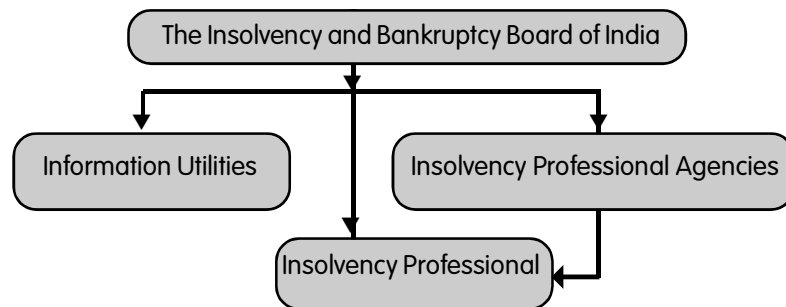 The Insolvency and Bankruptcy Board of India
Information Utilities
Insolvency Professional Agencies
Insolvency Professional